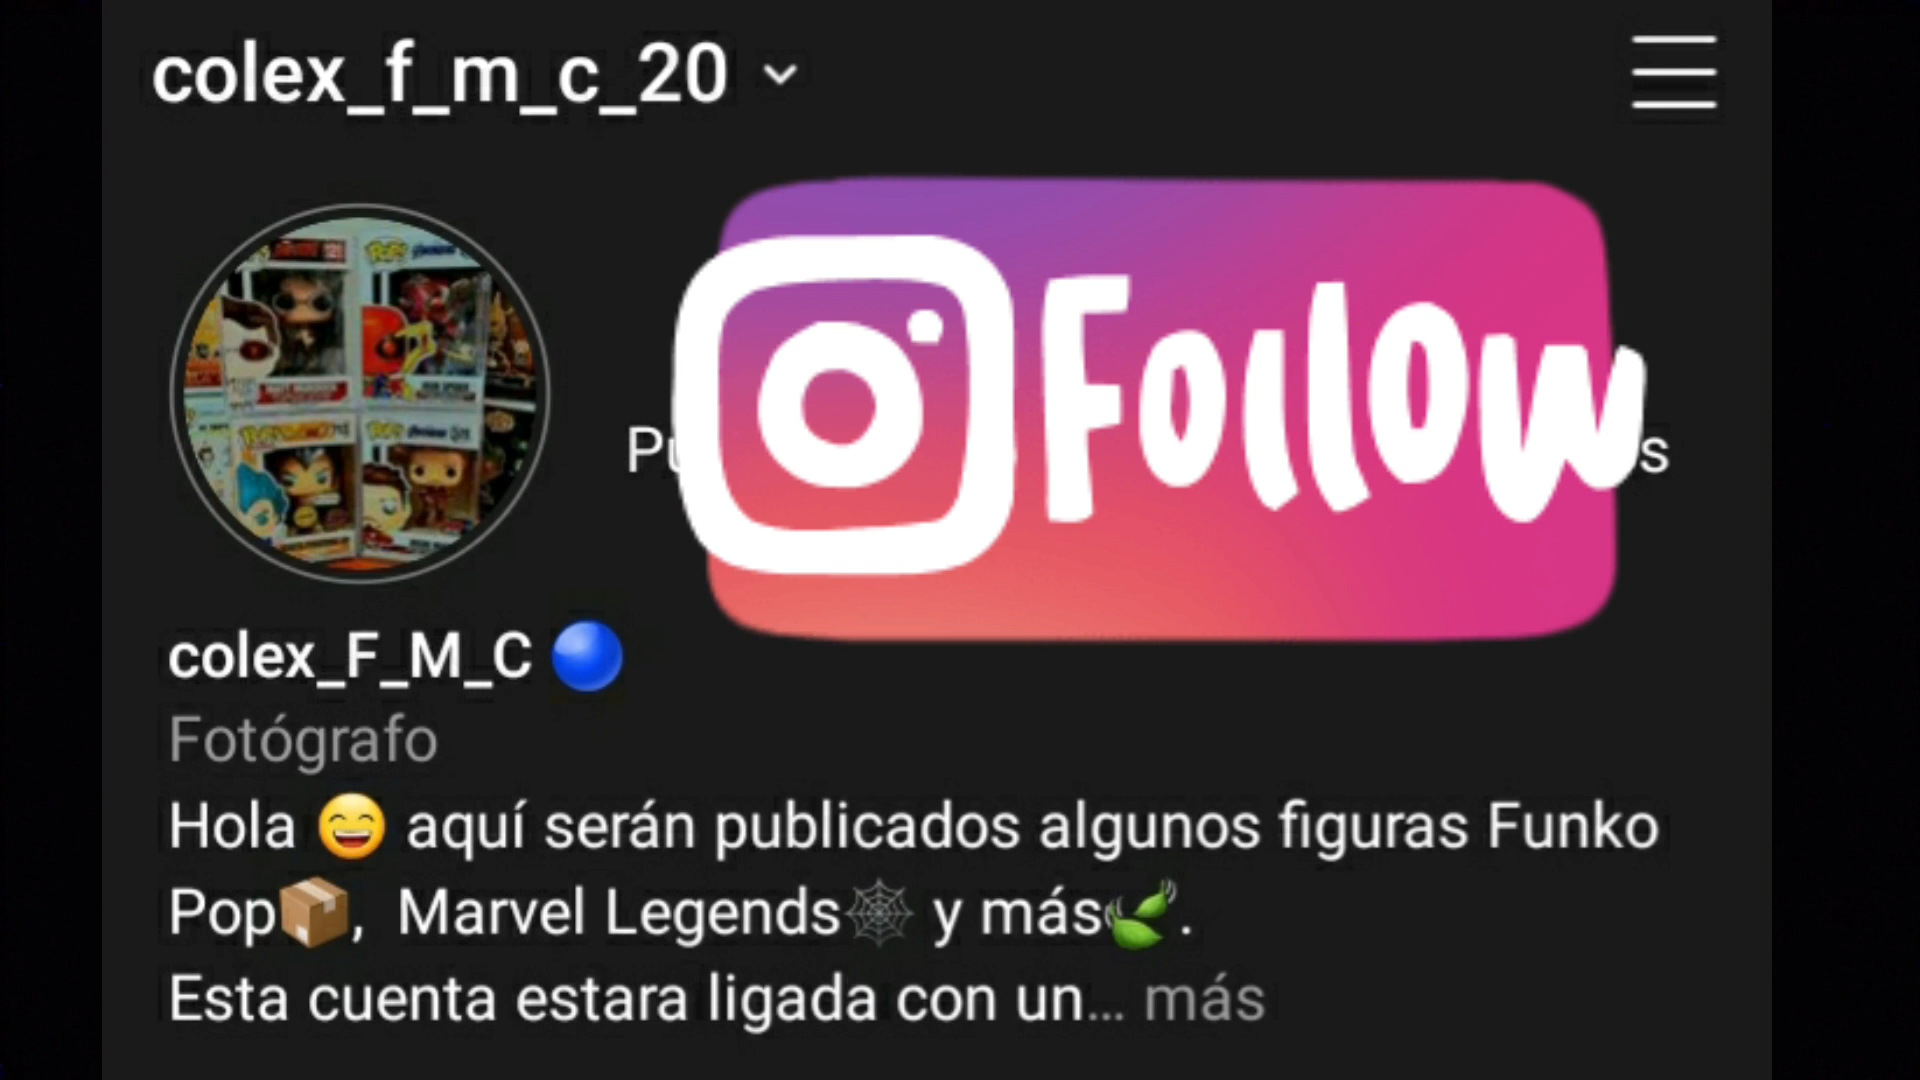 colex_f_m_c_20
Follow
colex_F_M_C
Fotógrafo
Hola 😄 aquí serán publicados algunos figuras Funko
Pop📦, Marvel Legends🕸 y más🍃.
Esta cuenta estara ligada con un... más